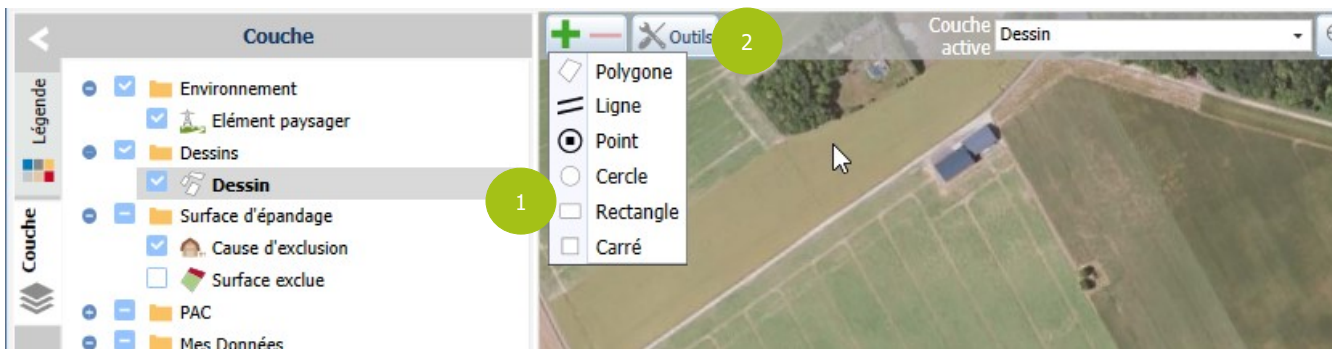 Couche
Légende
Couche
Environnement
Elément paysager
Dessins
Dessin
Surface d'épandage
Cause d'exclusion
Surface exclue
PAC
Mes Données
1
Outils
2
Couche
active
Dessin
Polygone
Ligne
Point
Cercle
Rectangle
Carré